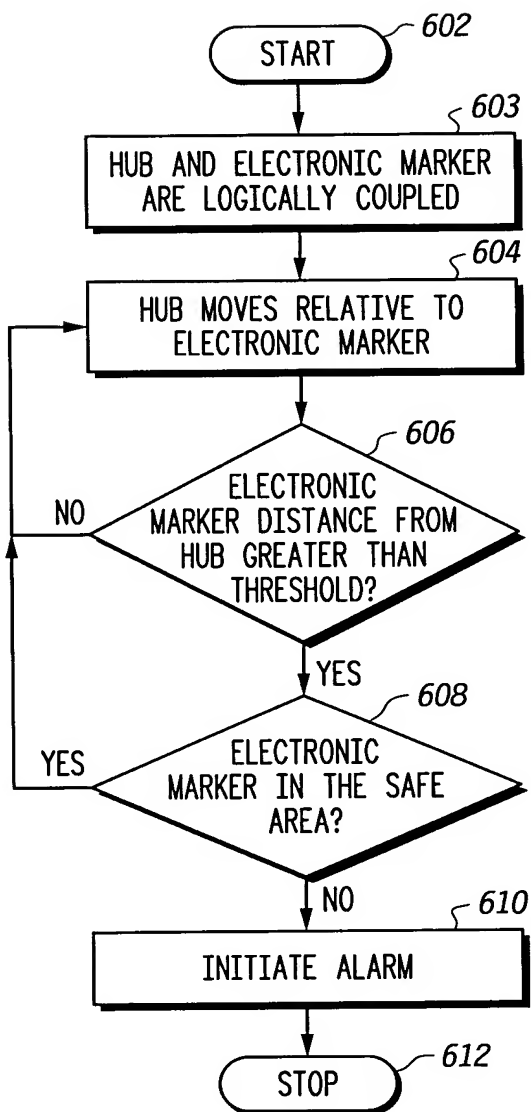 602
START
603
HUB AND ELECTRONIC MARKER
ARE LOGICALLY COUPLED
604
HUB MOVES RELATIVE TO
ELECTRONIC MARKER
606
ELECTRONIC
MARKER DISTANCE FROM
HUB GREATER THAN
THRESHOLD?
NO
YES
608
ELECTRONIC
MARKER IN THE SAFE
AREA?
YES
NO
610
INITIATE ALARM
612
STOP